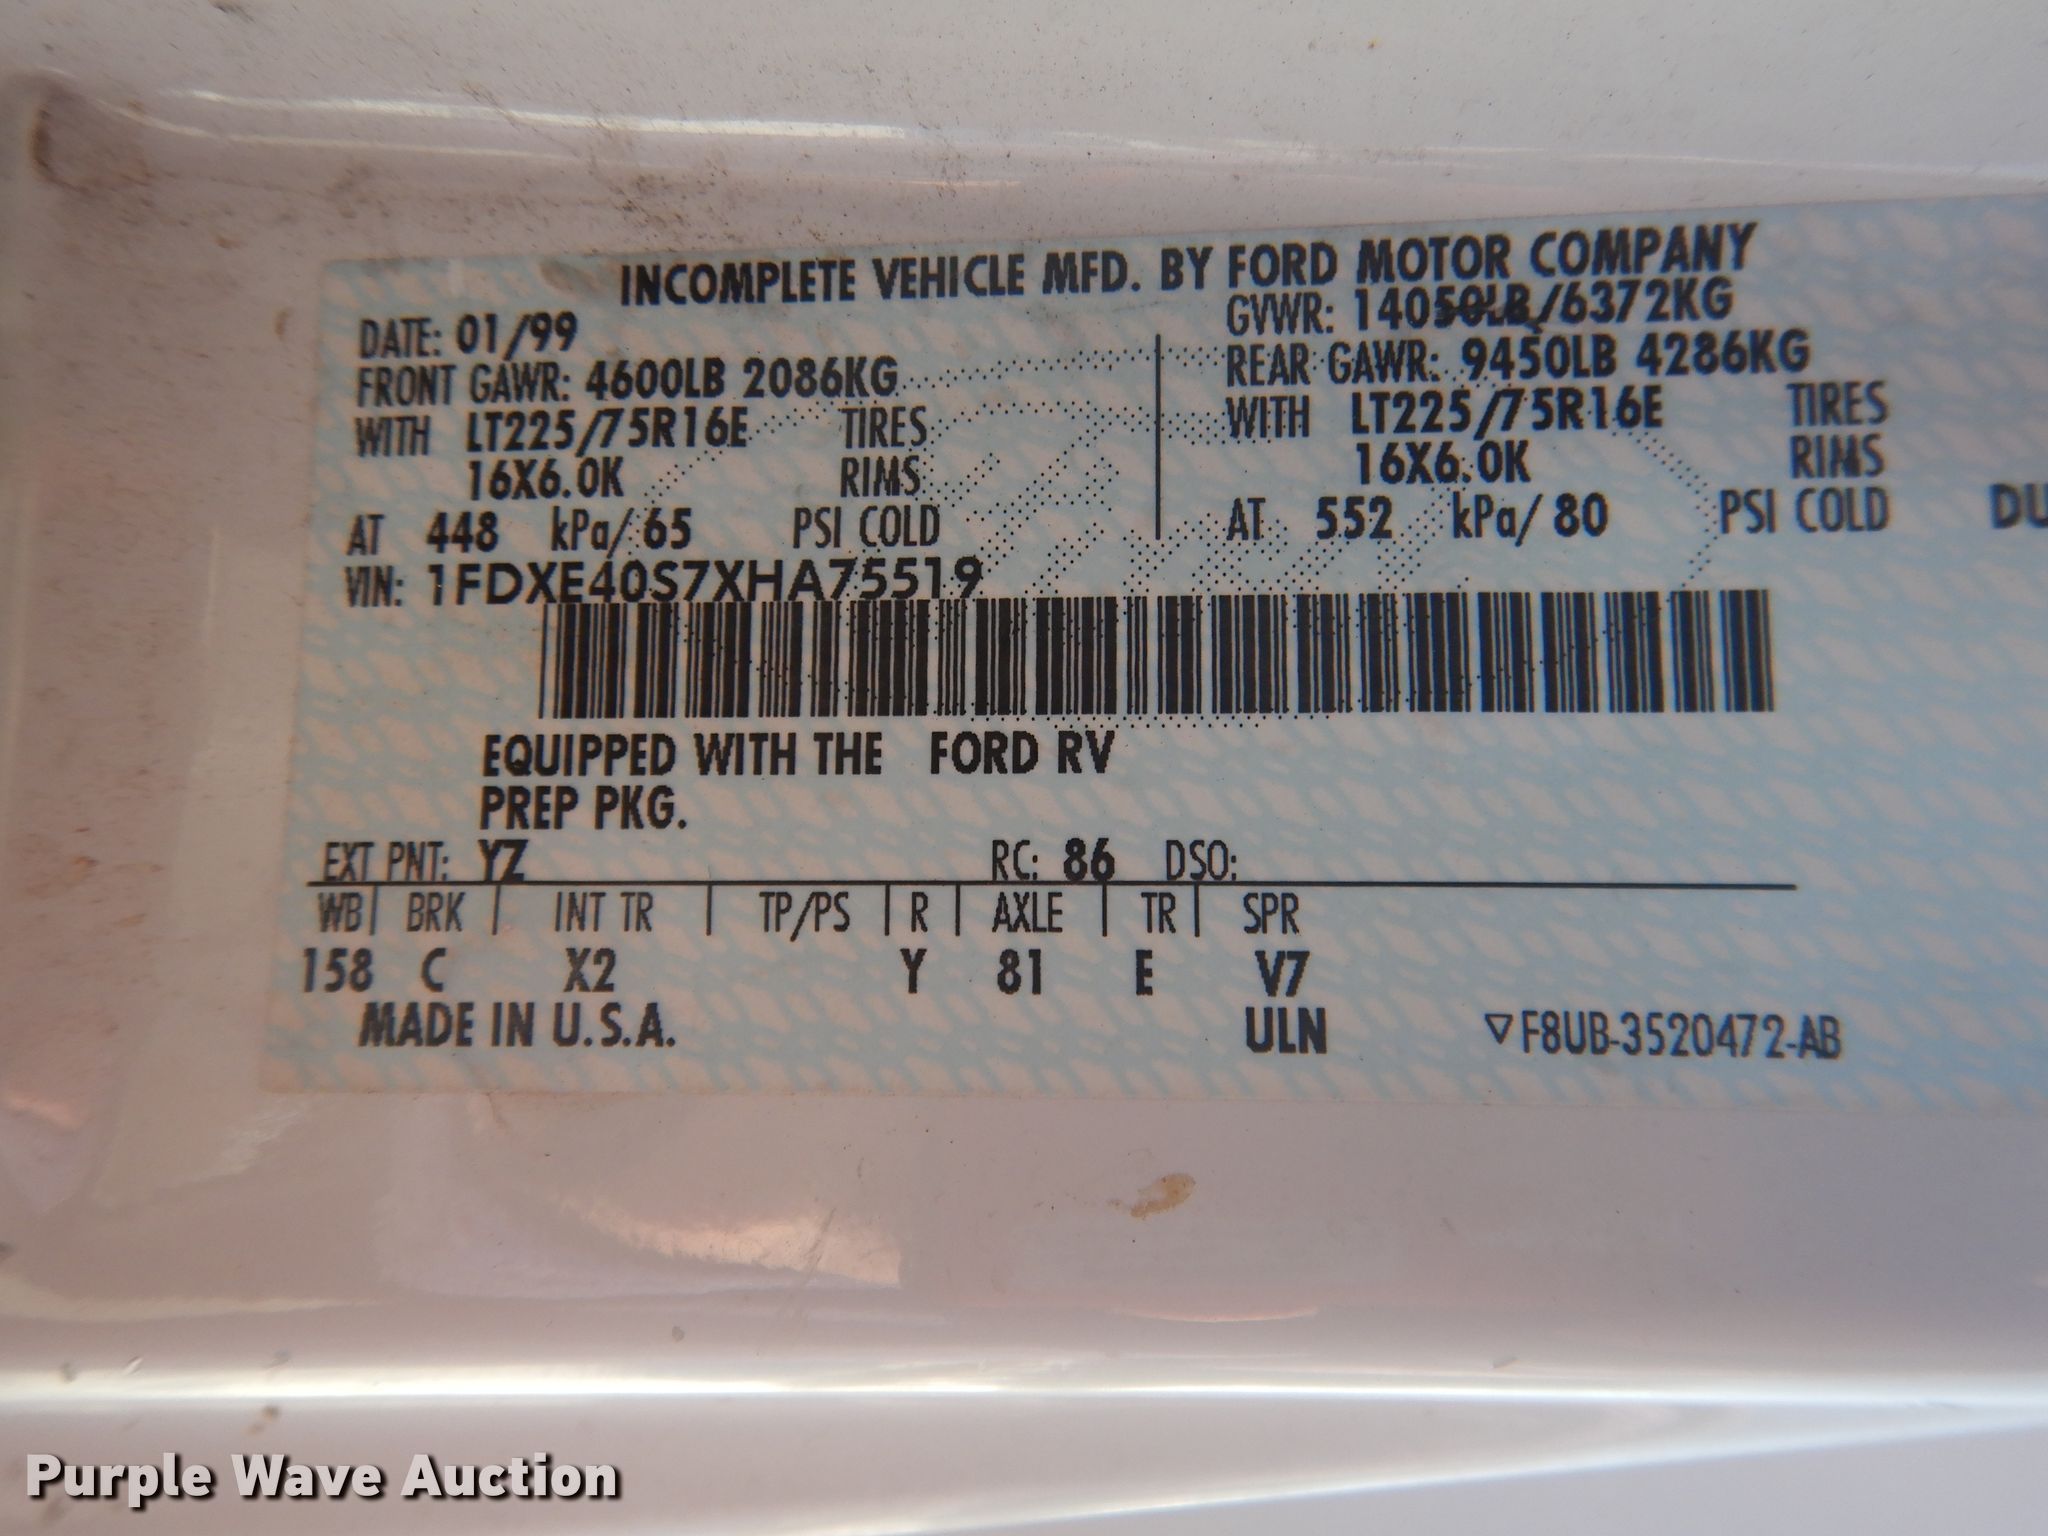 INCOMPLETE VEHICLE MFD. BY FORD MOTOR COMPANY
DATE: 01/99 GVWR: 14050LB/6372KG
FRONT GAWR: 4600LB 2086KG REAR GAWR: 9450LB 4286KG
WITH LT225/75R16E TIRES WITH LT225/75R16E TIRES
16X6.0K RIMS 16X6.0K RIMS
AT 448 kPa/ 65 PSI COLD AT 552 kPa/ 80 PSI COLD DU
VIN: 1FDXE40S7XHA75519
EQUIPPED WITH THE FORD RV
PREP PKG.
EXT PNT: YZ RC: 86 DSO:
WB | BRK | INT TR | TP/PS | R | AXLE | TR | SPR
158 C X2 Y 81 E V7
MADE IN U.S.A. ULN ▽F8UB-3520472-AB
Purple Wave Auction